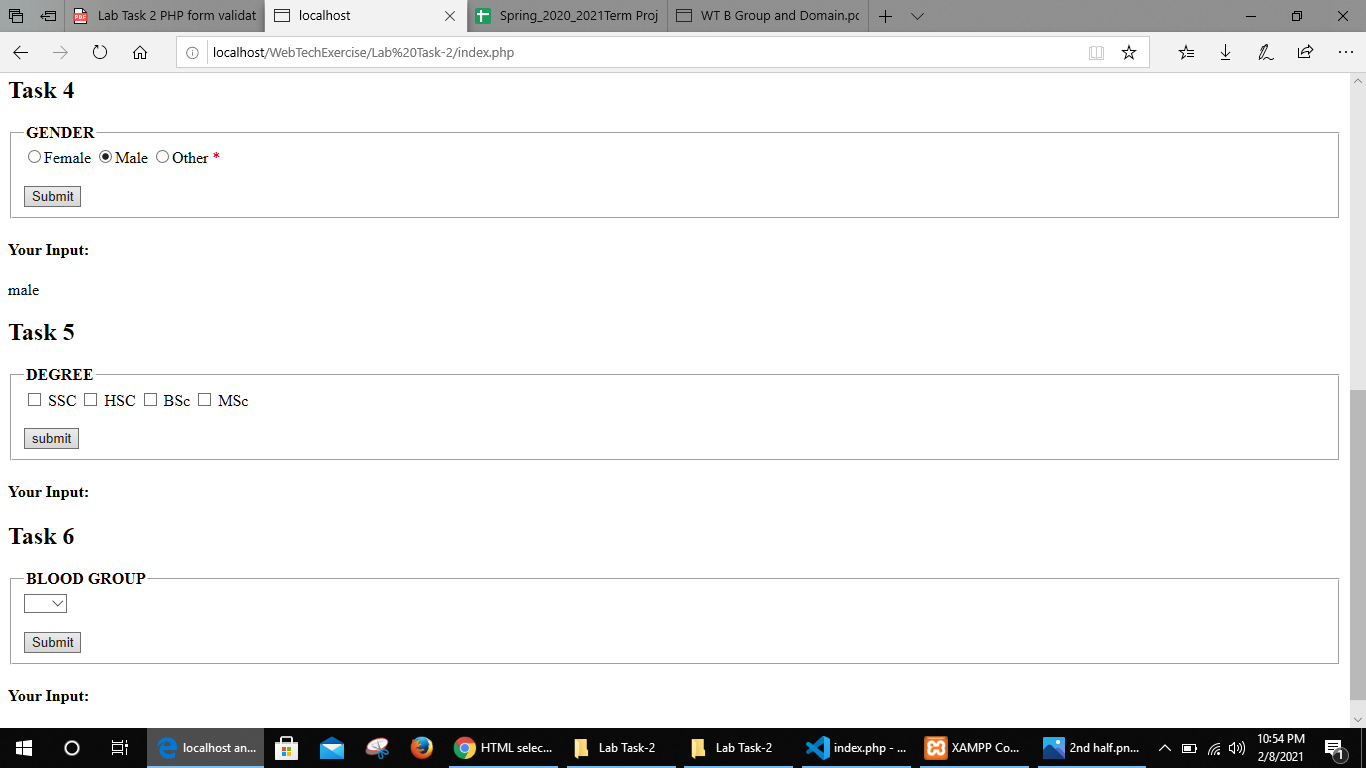 Lab Task 2 PHP form validat
localhost
Spring_2020_2021Term Proj
WT B Group and Domain.pc
localhost/WebTechExercise/Lab%20Task-2/index.php
Task 4
GENDER
Female Male Other *
Submit
Your Input:
male
Task 5
DEGREE
SSC HSC BSc MSc
submit
Your Input:
Task 6
BLOOD GROUP
Submit
Your Input:
localhost an...
HTML selec...
Lab Task-2
Lab Task-2
index.php - ...
XAMPP Co...
2nd half.pn...
10:54 PM
2/8/2021
1